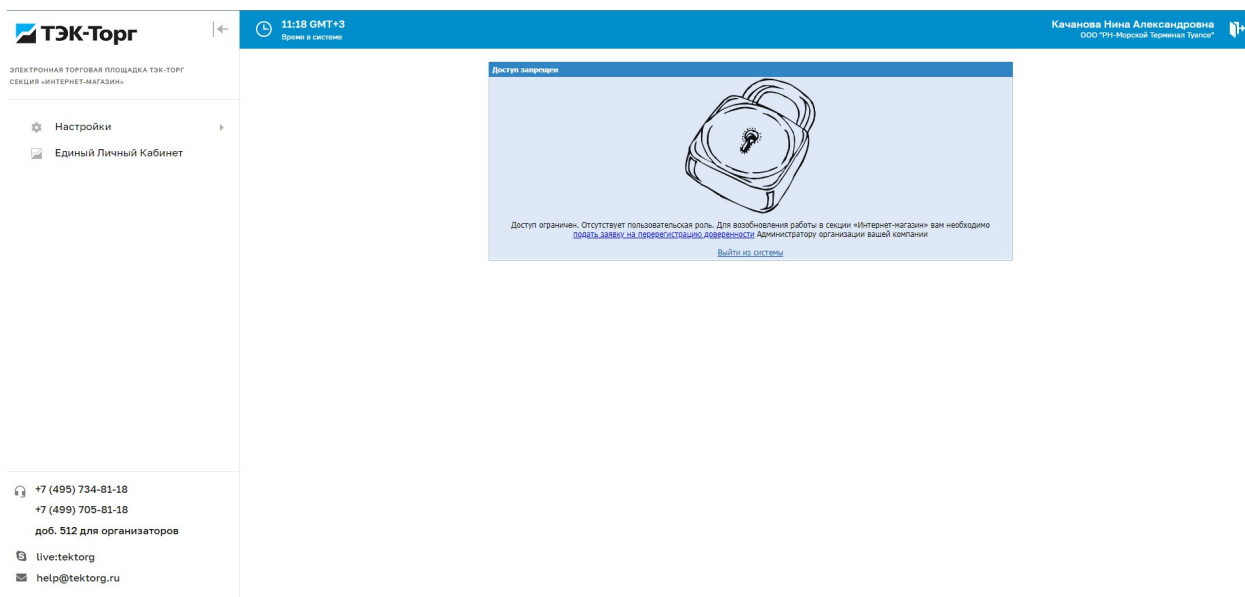 ТЭК-Торг
ЭЛЕКТРОННАЯ ТОРГОВАЯ ПЛОЩАДКА ТЭК-ТОРГ
СЕКЦИЯ «ИНТЕРНЕТ-МАГАЗИН»
Настройки
Единый Личный Кабинет
+7 (495) 734-81-18
+7 (499) 705-81-18
доб. 512 для организаторов
live:tektorg
help@tektorg.ru
11:18 GMT+3
Время в системе
Качанова Нина Александровна
ООО "РН-Морской Терминал Туапсе"
Доступ запрещен
Доступ ограничен. Отсутствует пользовательская роль. Для возобновления работы в секции «Интернет-магазин» вам необходимо
подать заявку на перерегистрацию доверенности Администратору организации вашей компании
Выйти из системы